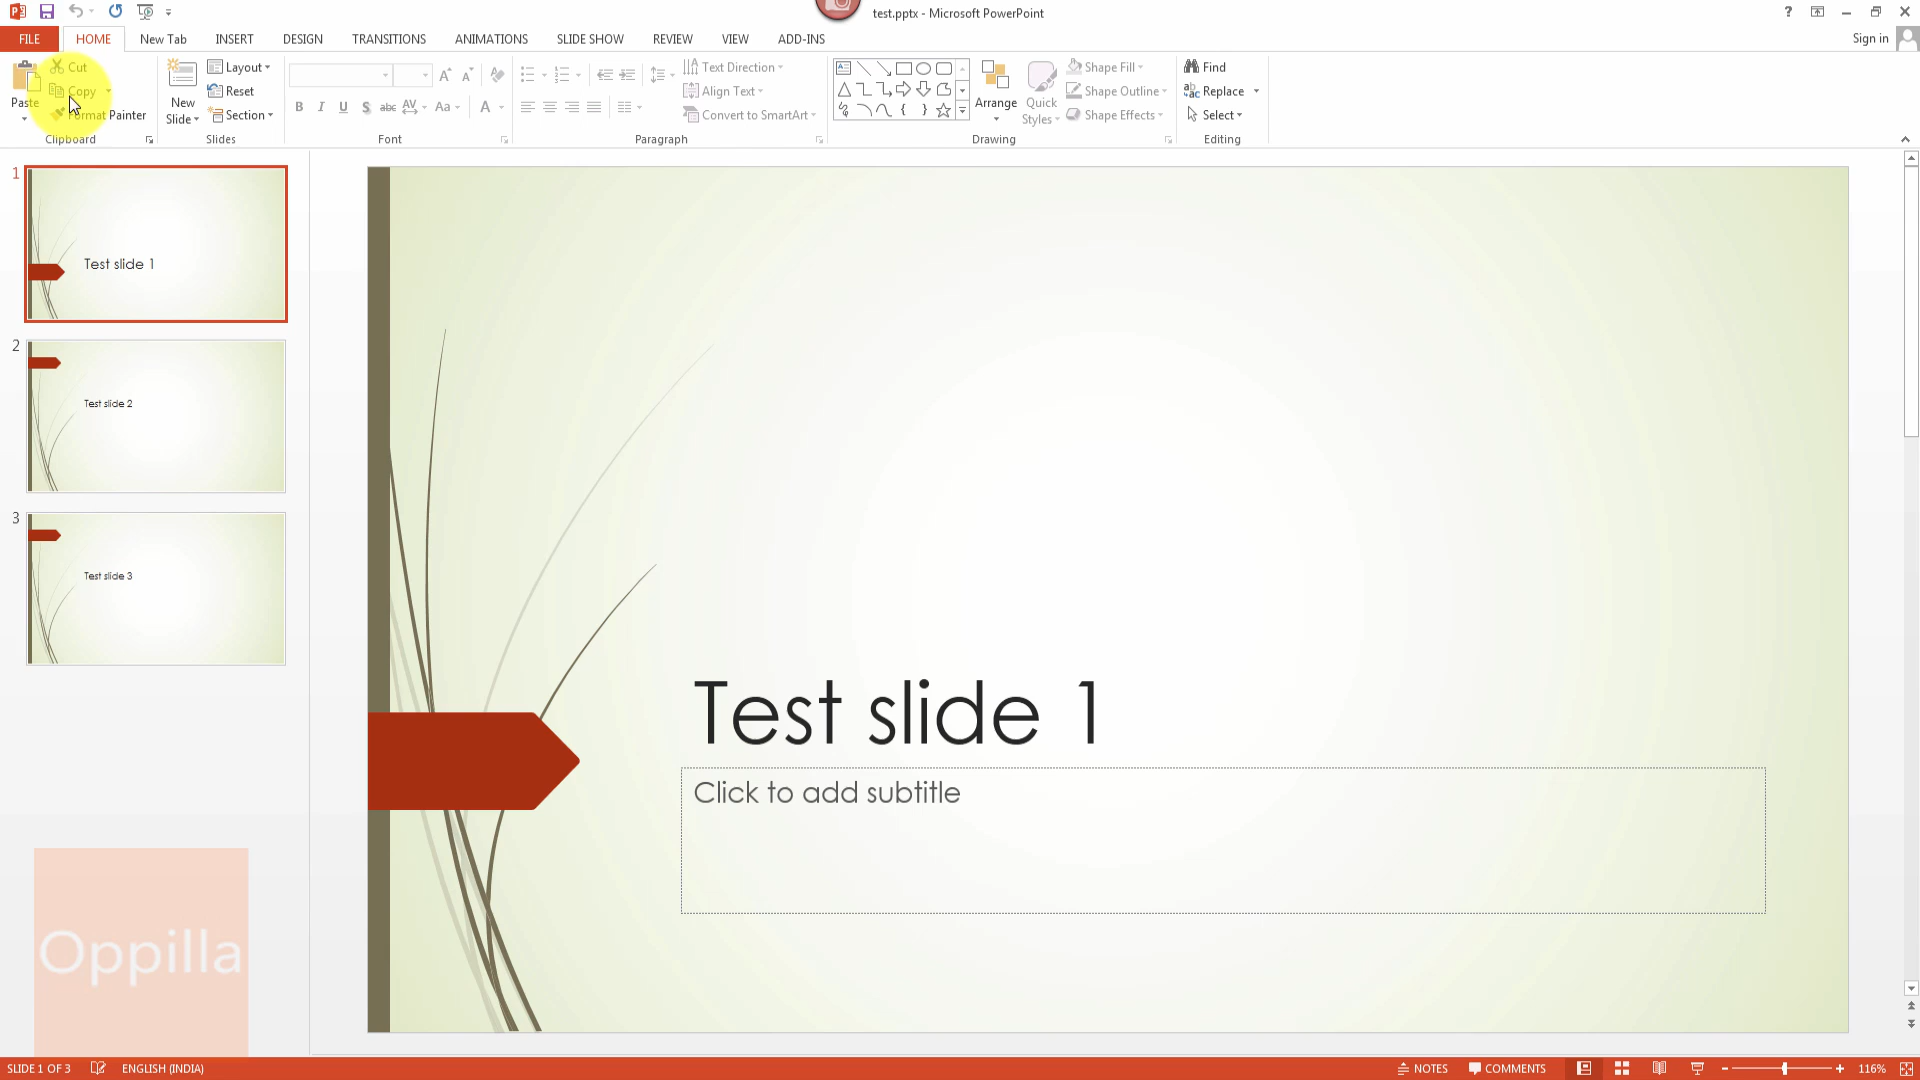 test.pptx - Microsoft PowerPoint
?
Sign in
FILE HOME New Tab INSERT DESIGN TRANSITIONS ANIMATIONS SLIDE SHOW REVIEW VIEW ADD-INS
Paste
Cut
Copy
Format Painter
Clipboard
New
Slide
Layout
Reset
Section
Slides
B I U S abc AV Aa A
Font
Text Direction
Align Text
Convert to SmartArt
Paragraph
Arrange
Quick
Styles
Shape Fill
Shape Outline
Shape Effects
Drawing
Find
Replace
Select
Editing
1
Test slide 1
2
Test slide 2
3
Test slide 3
Test slide 1
Click to add subtitle
Oppilla
SLIDE 1 OF 3 ENGLISH (INDIA) NOTES COMMENTS 116%